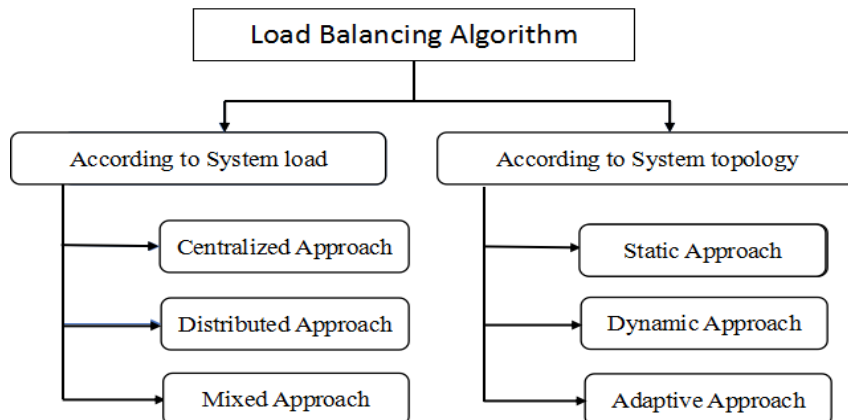 Load Balancing Algorithm
According to System load
According to System topology
Centralized Approach
Static Approach
Distributed Approach
Dynamic Approach
Mixed Approach
Adaptive Approach